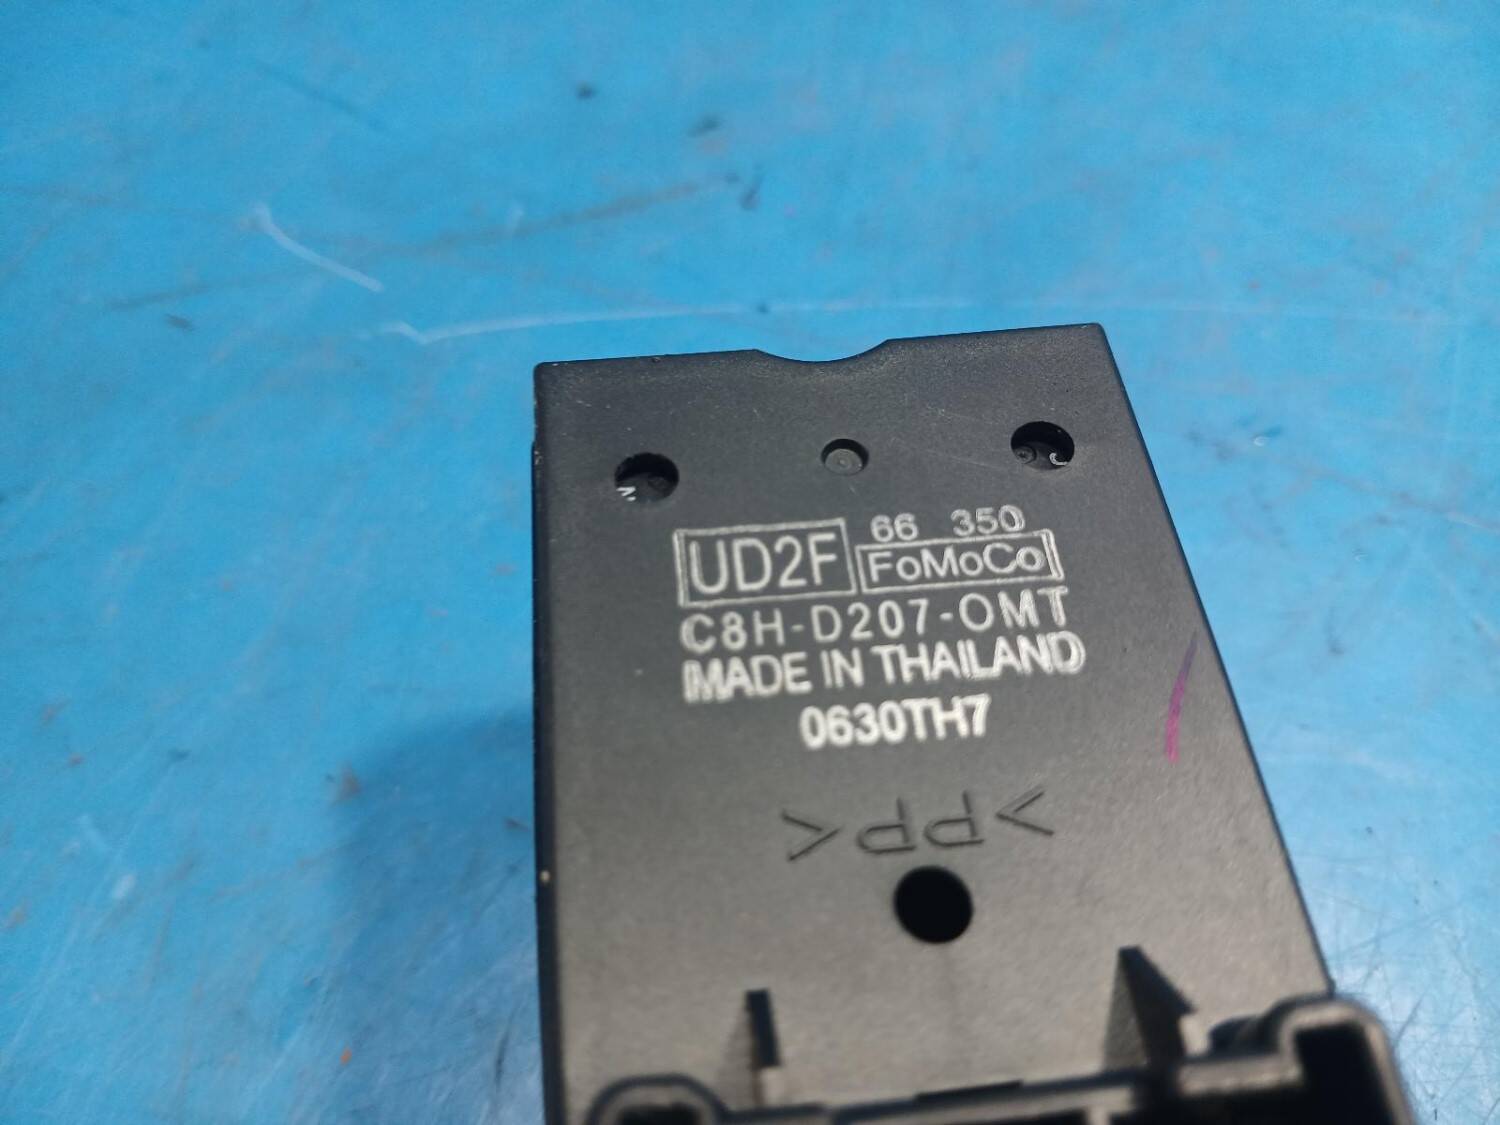 UD2F 66 350
FoMoCo
C8H-D207-OMT
MADE IN THAILAND
0630TH7
>PP<